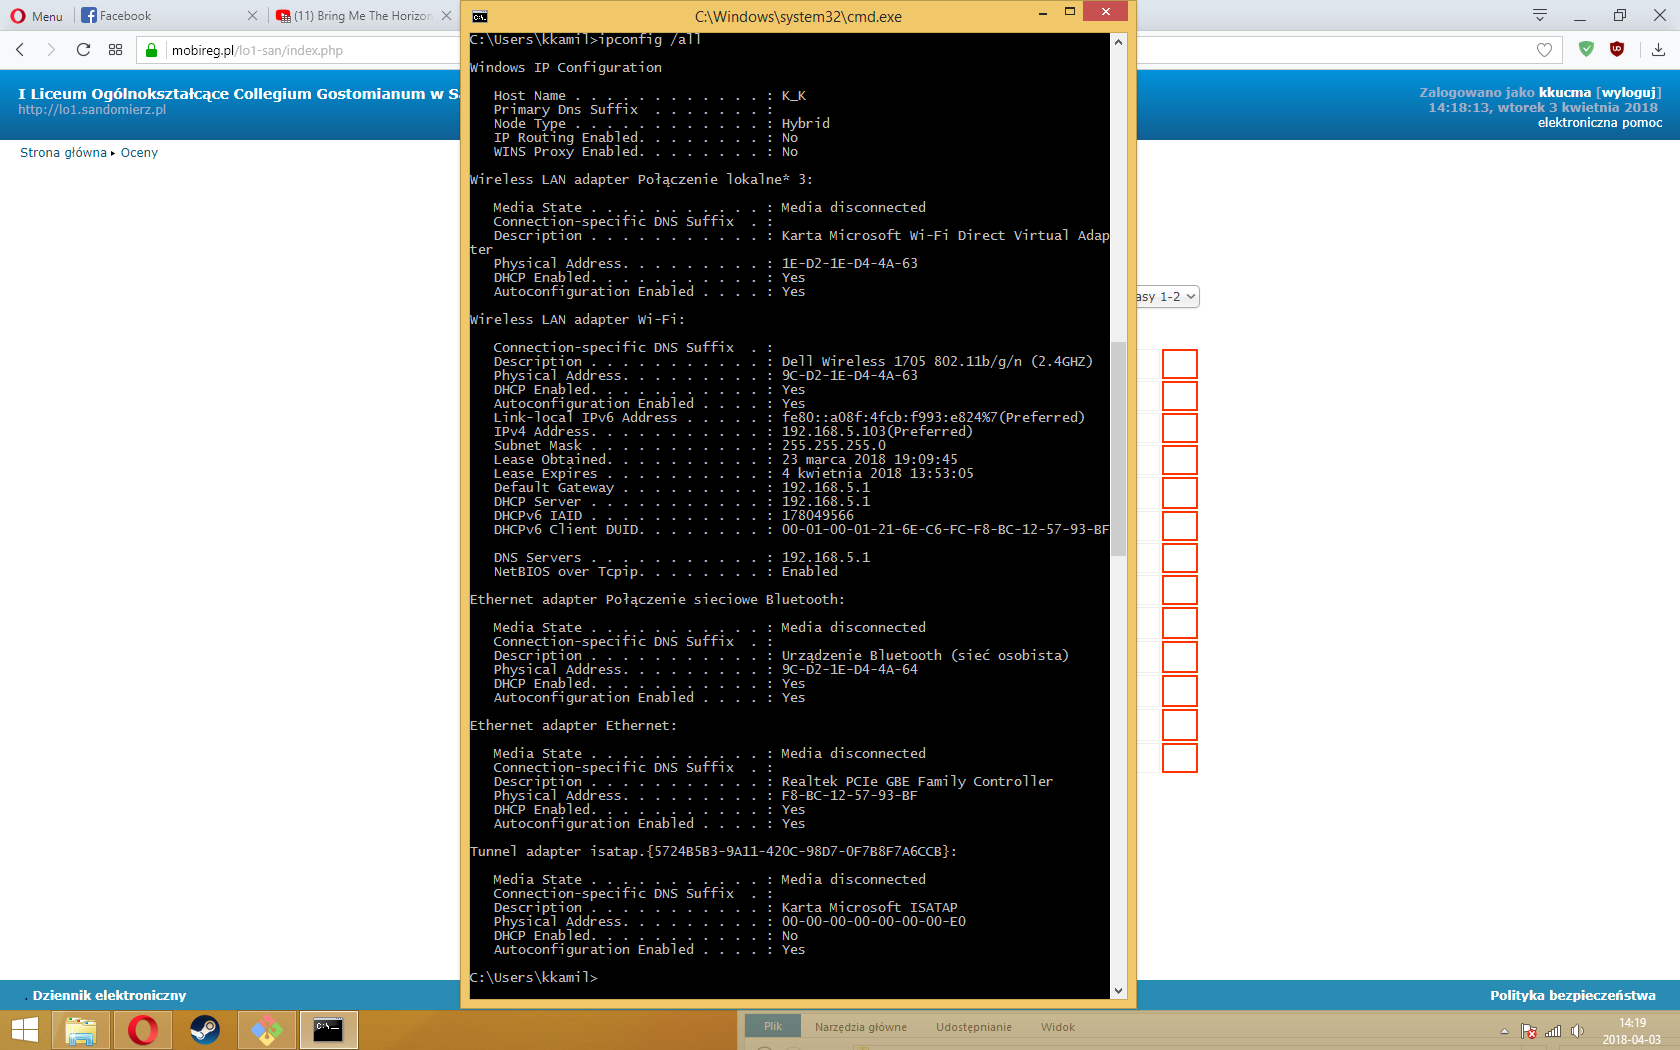 Menu
Facebook
(11) Bring Me The Horizon
C:\Windows\system32\cmd.exe
mobireg.pl/lo1-san/index.php
I Liceum Ogólnokształcące Collegium Gostomianum w S
http://lo1.sandomierz.pl
Zalogowano jako kkucma [wyloguj]
14:18:13, wtorek 3 kwietnia 2018
elektroniczna pomoc
Strona główna ▸ Oceny
asy 1-2
C:\Users\kkamil>ipconfig /all
Windows IP Configuration
Host Name . . . . . . . . . . . . : K_K
Primary Dns Suffix  . . . . . . . :
Node Type . . . . . . . . . . . . : Hybrid
IP Routing Enabled. . . . . . . . : No
WINS Proxy Enabled. . . . . . . . : No
Wireless LAN adapter Połączenie lokalne* 3:
Media State . . . . . . . . . . . : Media disconnected
Connection-specific DNS Suffix  . :
Description . . . . . . . . . . . : Karta Microsoft Wi-Fi Direct Virtual Adap
ter
Physical Address. . . . . . . . . : 1E-D2-1E-D4-4A-63
DHCP Enabled. . . . . . . . . . . : Yes
Autoconfiguration Enabled . . . . : Yes
Wireless LAN adapter Wi-Fi:
Connection-specific DNS Suffix  . :
Description . . . . . . . . . . . : Dell Wireless 1705 802.11b/g/n (2.4GHZ)
Physical Address. . . . . . . . . : 9C-D2-1E-D4-4A-63
DHCP Enabled. . . . . . . . . . . : Yes
Autoconfiguration Enabled . . . . : Yes
Link-local IPv6 Address . . . . . : fe80::a08f:4fcb:f993:e824%7(Preferred)
IPv4 Address. . . . . . . . . . . : 192.168.5.103(Preferred)
Subnet Mask . . . . . . . . . . . : 255.255.255.0
Lease Obtained. . . . . . . . . . : 23 marca 2018 19:09:45
Lease Expires . . . . . . . . . . : 4 kwietnia 2018 13:53:05
Default Gateway . . . . . . . . . : 192.168.5.1
DHCP Server . . . . . . . . . . . : 192.168.5.1
DHCPv6 IAID . . . . . . . . . . . : 178049566
DHCPv6 Client DUID. . . . . . . . : 00-01-00-01-21-6E-C6-FC-F8-BC-12-57-93-BF
DNS Servers . . . . . . . . . . . : 192.168.5.1
NetBIOS over Tcpip. . . . . . . . : Enabled
Ethernet adapter Połączenie sieciowe Bluetooth:
Media State . . . . . . . . . . . : Media disconnected
Connection-specific DNS Suffix  . :
Description . . . . . . . . . . . : Urządzenie Bluetooth (sieć osobista)
Physical Address. . . . . . . . . : 9C-D2-1E-D4-4A-64
DHCP Enabled. . . . . . . . . . . : Yes
Autoconfiguration Enabled . . . . : Yes
Ethernet adapter Ethernet:
Media State . . . . . . . . . . . : Media disconnected
Connection-specific DNS Suffix  . :
Description . . . . . . . . . . . : Realtek PCIe GBE Family Controller
Physical Address. . . . . . . . . : F8-BC-12-57-93-BF
DHCP Enabled. . . . . . . . . . . : Yes
Autoconfiguration Enabled . . . . : Yes
Tunnel adapter isatap.{5724B5B3-9A11-420C-98D7-0F7B8F7A6CCB}:
Media State . . . . . . . . . . . : Media disconnected
Connection-specific DNS Suffix  . :
Description . . . . . . . . . . . : Karta Microsoft ISATAP
Physical Address. . . . . . . . . : 00-00-00-00-00-00-00-E0
DHCP Enabled. . . . . . . . . . . : No
Autoconfiguration Enabled . . . . : Yes
C:\Users\kkamil>
. Dziennik elektroniczny
Polityka bezpieczeństwa
Plik
Narzędzia główne
Udostępnianie
Widok
14:19
2018-04-03